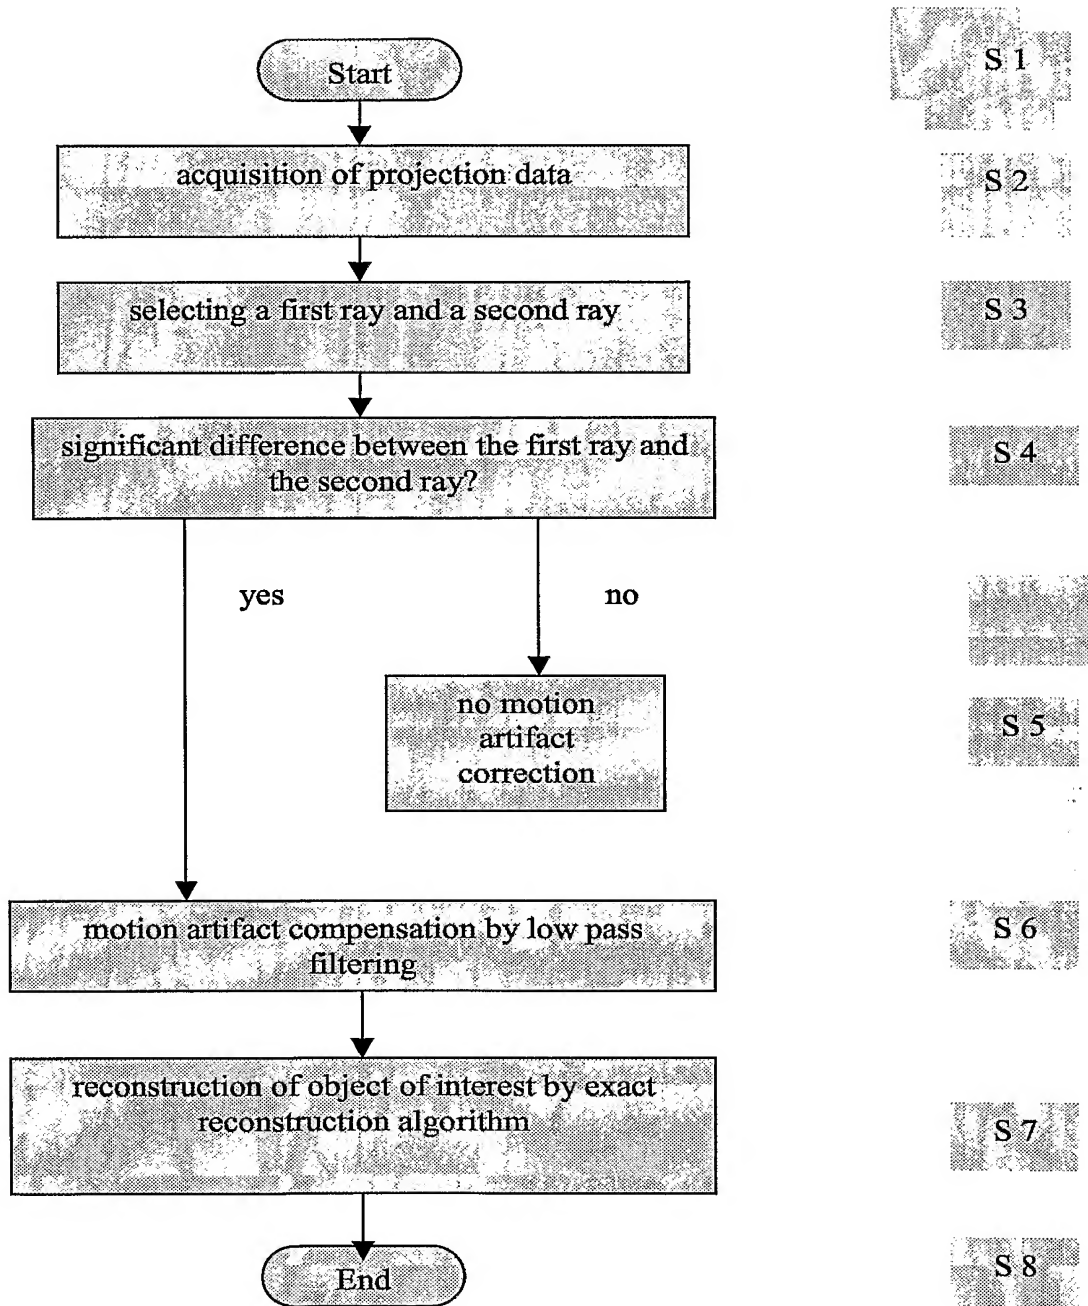 Start
S 1
acquisition of projection data
S 2
selecting a first ray and a second ray
S 3
significant difference between the first ray and
the second ray?
S 4
yes
no
no motion
artifact
correction
S 5
motion artifact compensation by low pass
filtering
S 6
reconstruction of object of interest by exact
reconstruction algorithm
S 7
End
S 8